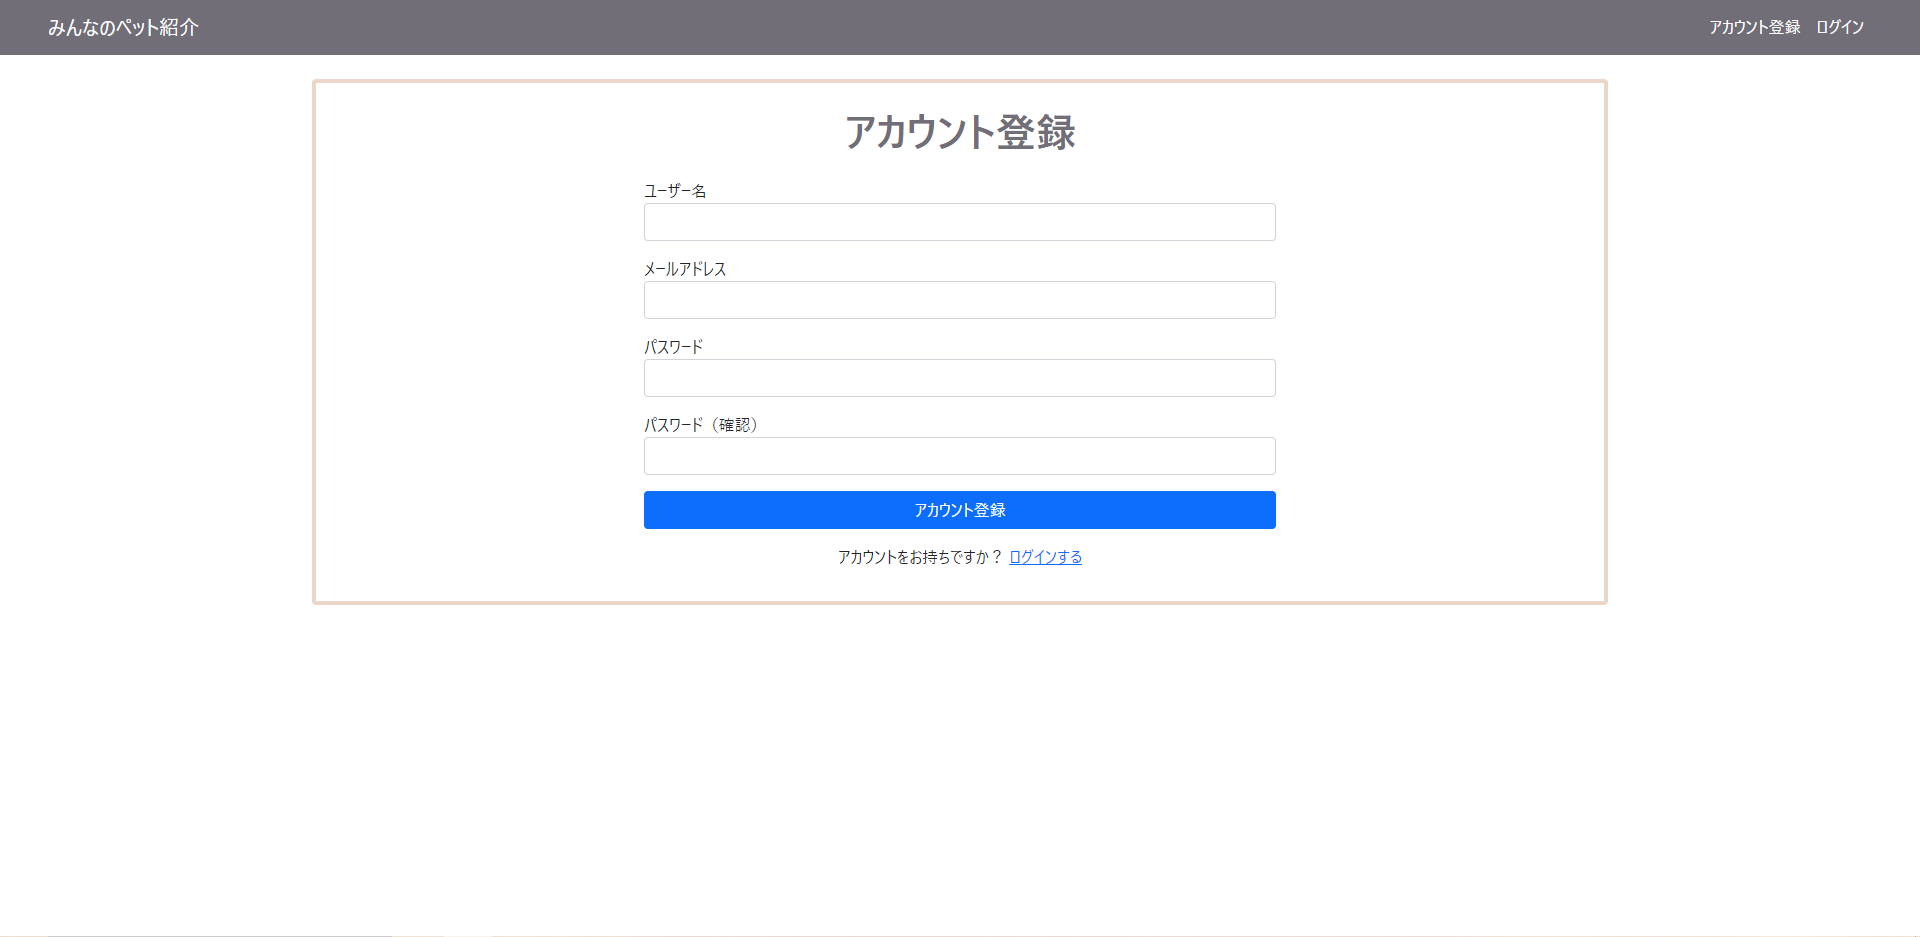 みんなのペット紹介
アカウント登録 ログイン
アカウント登録
ユーザー名
メールアドレス
パスワード
パスワード（確認）
アカウント登録
アカウントをお持ちですか？ ログインする